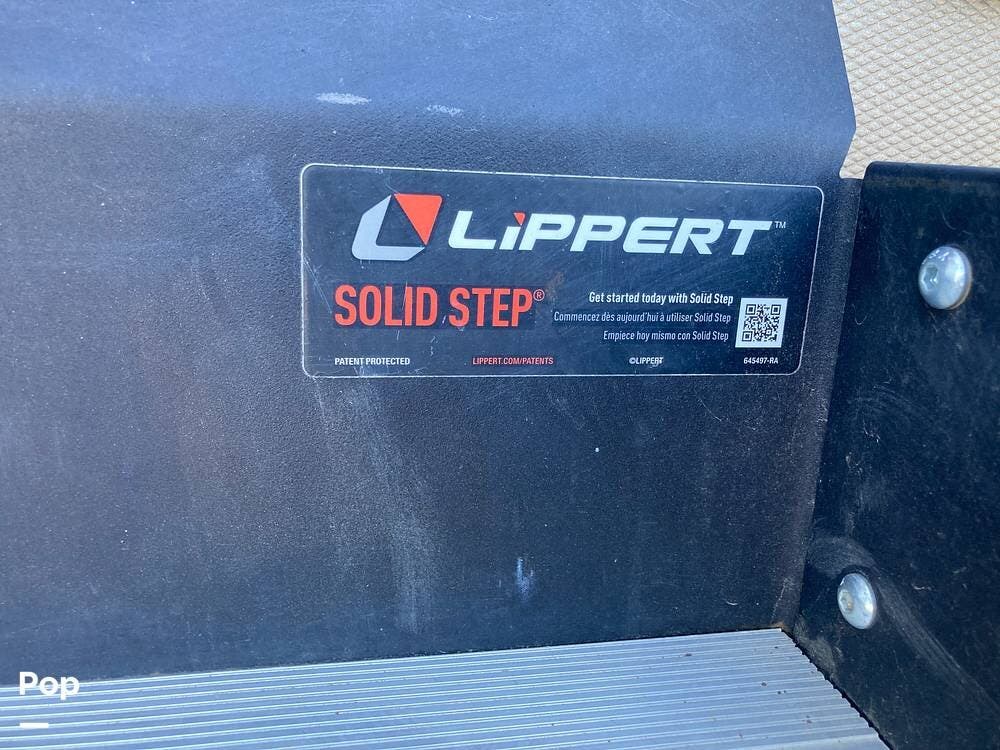 LiPPERT™
SOLID STEP®
Get started today with Solid Step
Commencez dès aujourd'hui à utiliser Solid Step
Empiece hoy mismo con Solid Step
PATENT PROTECTED LIPPERT.COM/PATENTS ©LIPPERT 645497-RA
Pop